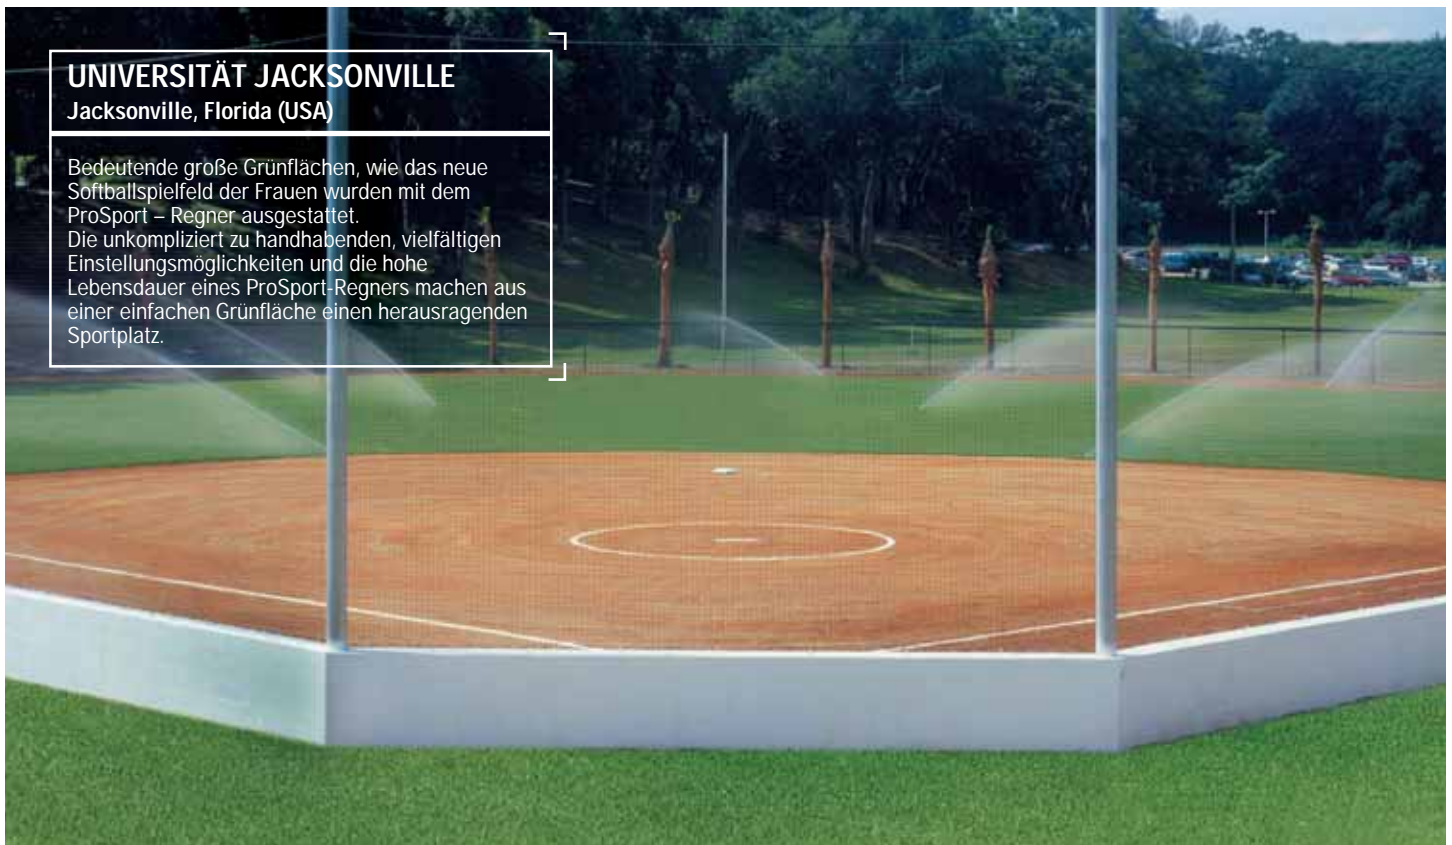 UNIVERSITÄT JACKSONVILLE
Jacksonville, Florida (USA)
Bedeutende große Grünflächen, wie das neue
Softballspielfeld der Frauen wurden mit dem
ProSport – Regner ausgestattet.
Die unkompliziert zu handhabenden, vielfältigen
Einstellungsmöglichkeiten und die hohe
Lebensdauer eines ProSport-Regners machen aus
einer einfachen Grünfläche einen herausragenden
Sportplatz.